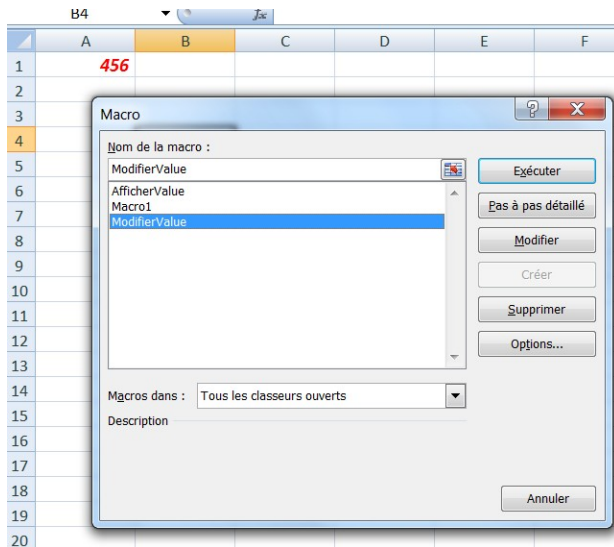 B4 fx
A B C D E F
1 456
2
3
4
5
6
7
8
9
10
11
12
13
14
15
16
17
18
19
20
Macro
Nom de la macro :
ModifierValue
AfficherValue
Macro1
ModifierValue
Exécuter
Pas à pas détaillé
Modifier
Créer
Supprimer
Options...
Macros dans : Tous les classeurs ouverts
Description
Annuler